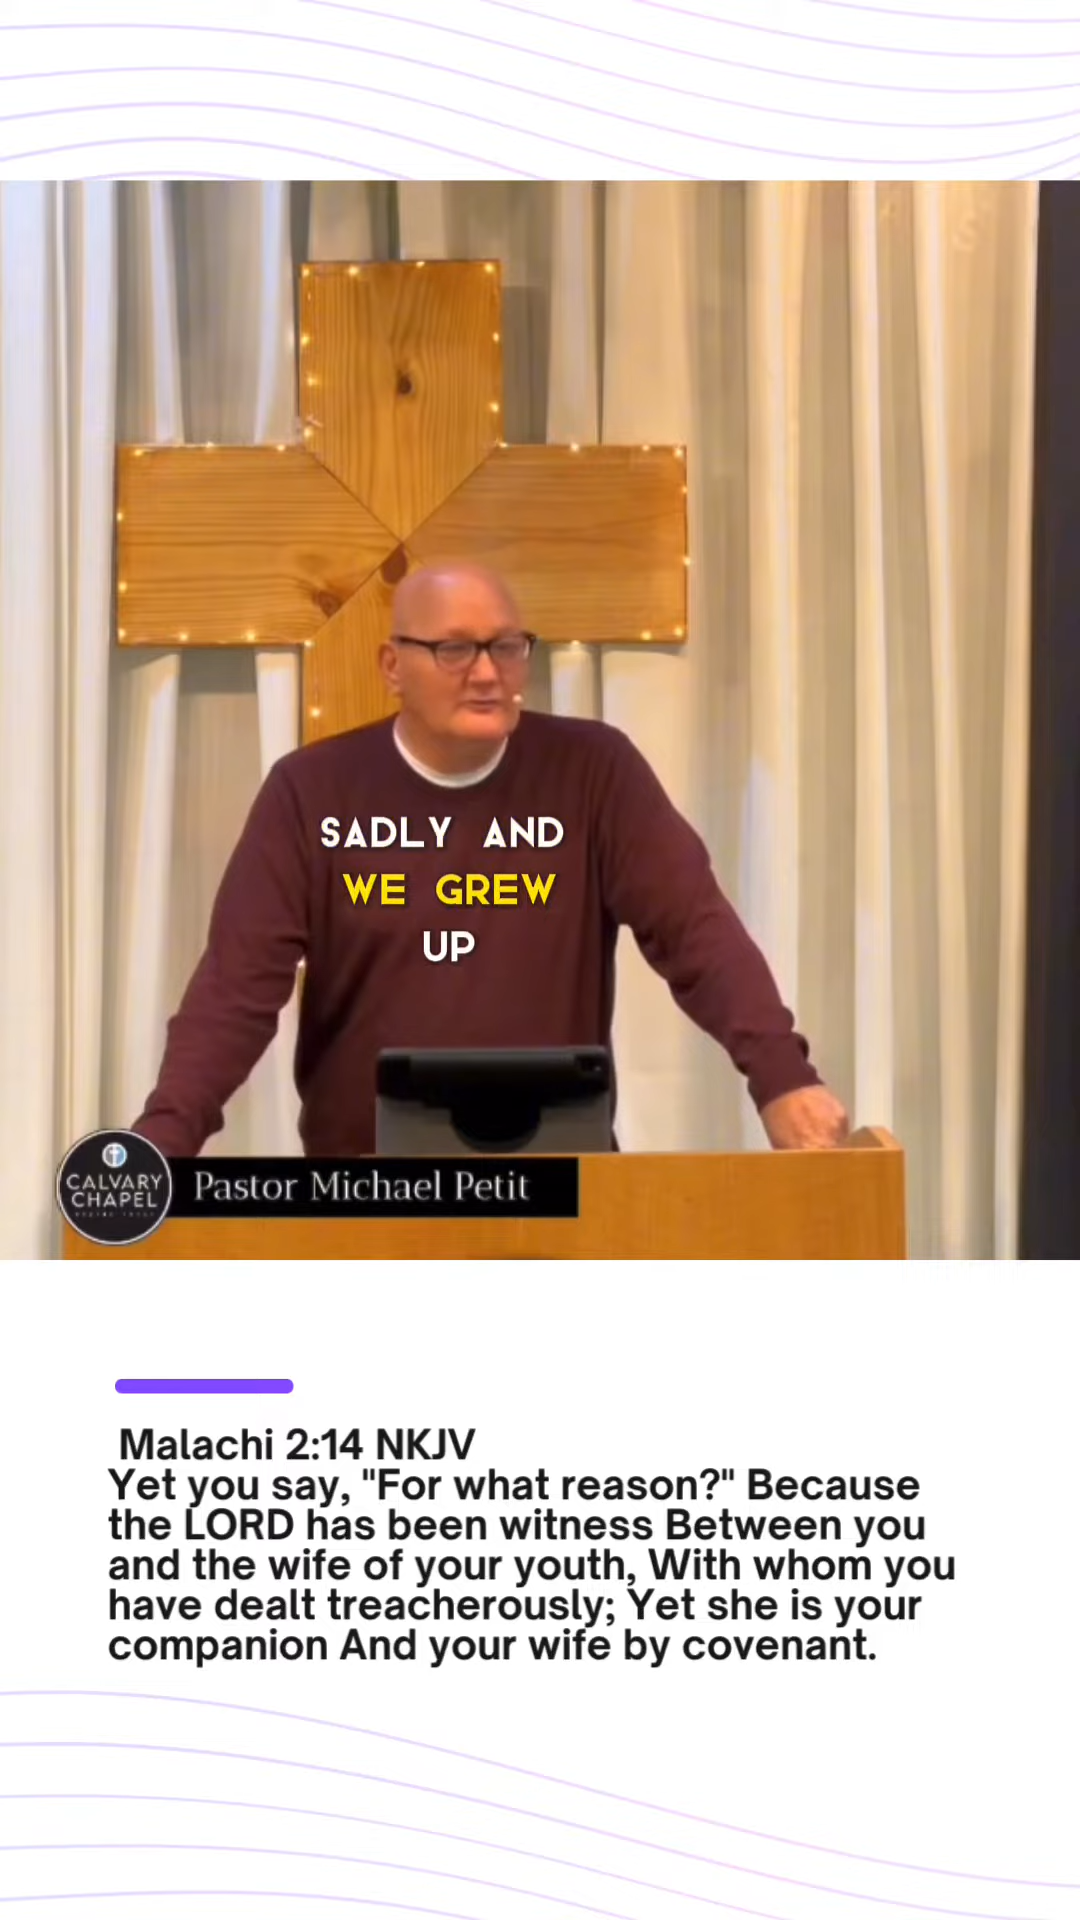 SADLY AND
WE GREW
UP
CALVARY
CHAPEL
Pastor Michael Petit
Malachi 2:14 NKJV
Yet you say, "For what reason?" Because
the LORD has been witness Between you
and the wife of your youth, With whom you
have dealt treacherously; Yet she is your
companion And your wife by covenant.